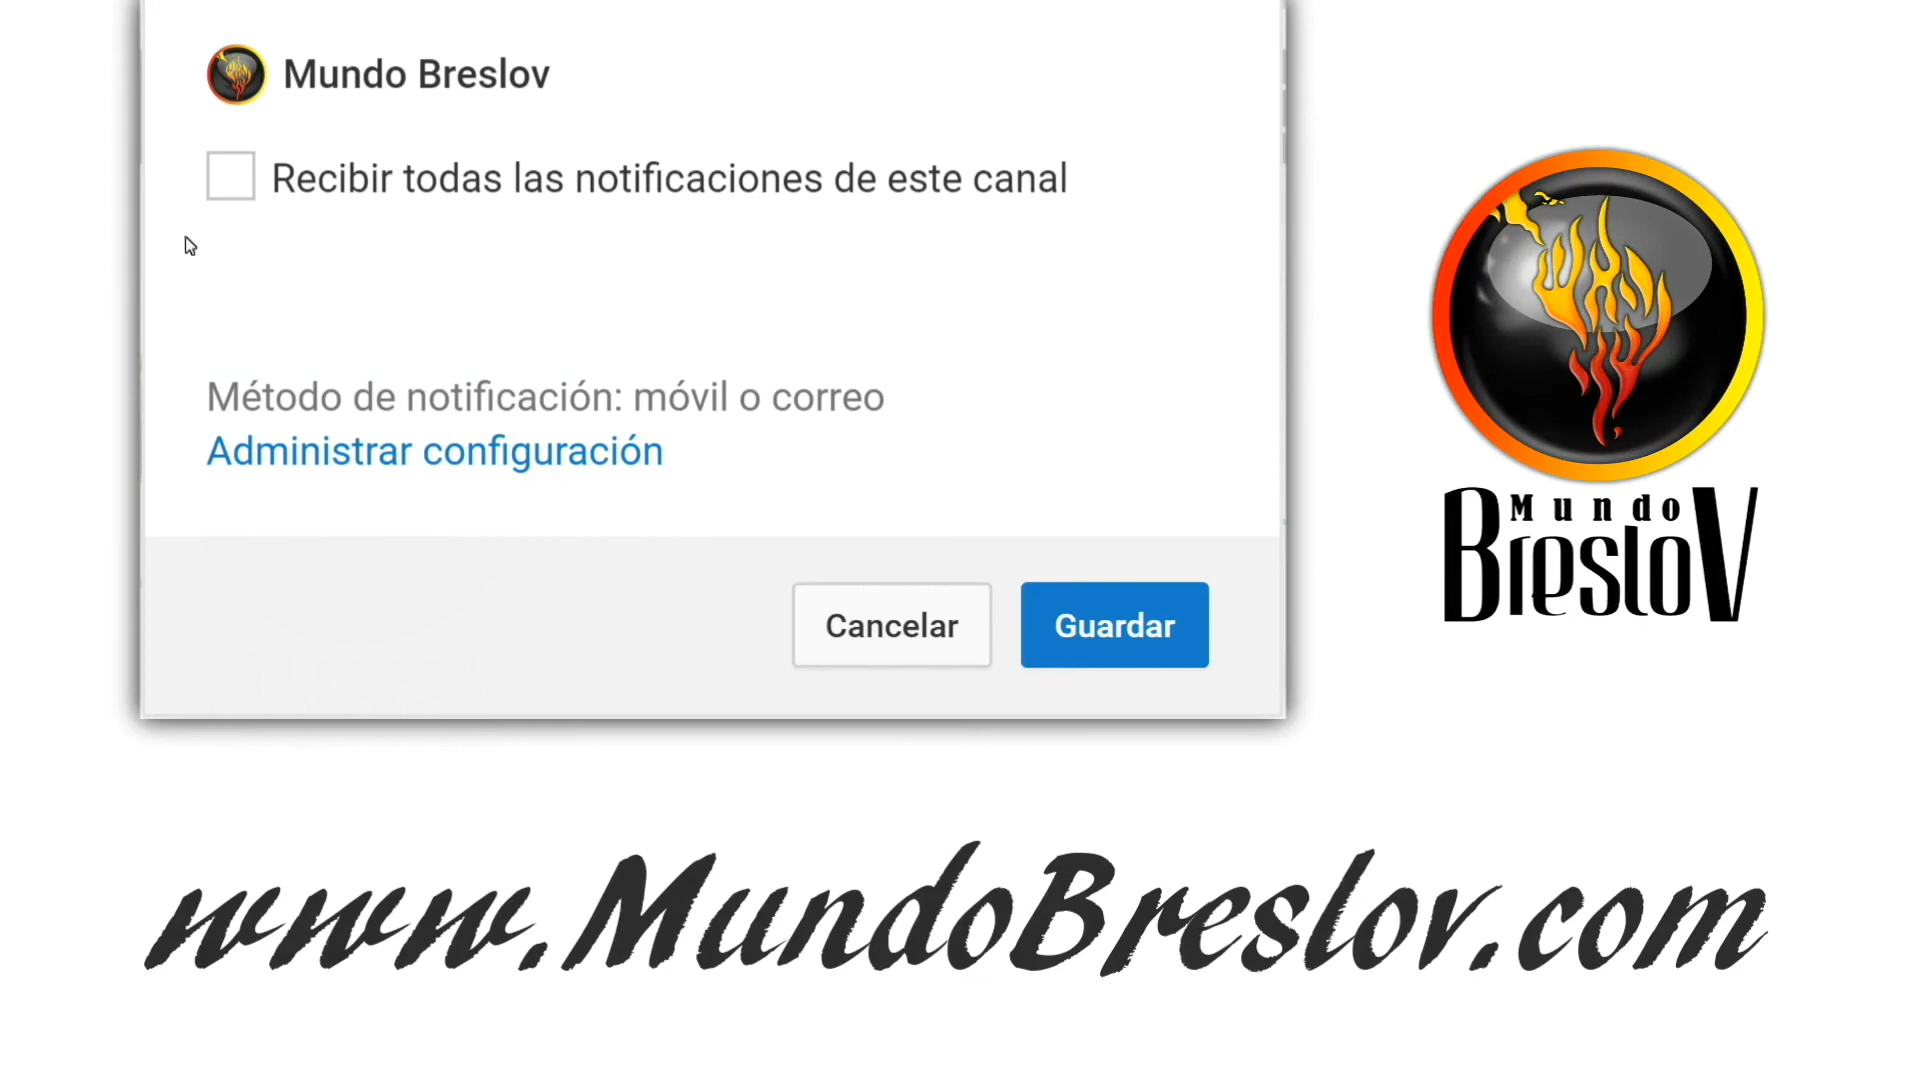 Mundo Breslov
Recibir todas las notificaciones de este canal
Método de notificación: móvil o correo
Administrar configuración
Cancelar
Guardar
Mundo
Breslov
www.MundoBreslov.com